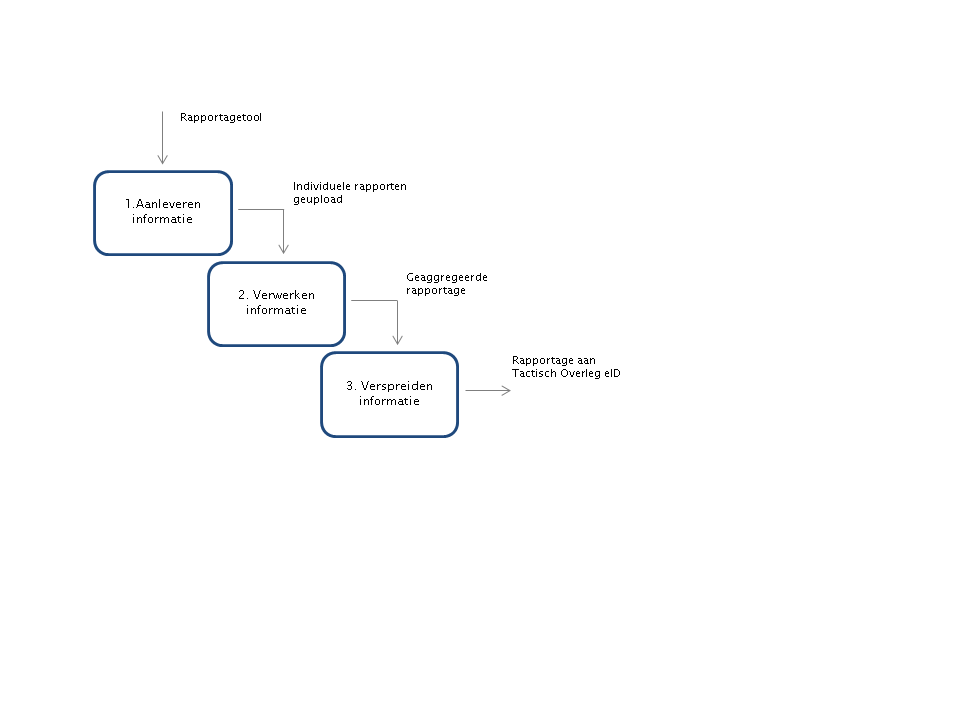 Rapportagetool
1.Aanleveren
informatie
Individuele rapporten
geupload
2. Verwerken
informatie
Geaggregeerde
rapportage
3. Verspreiden
informatie
Rapportage aan
Tactisch Overleg eID